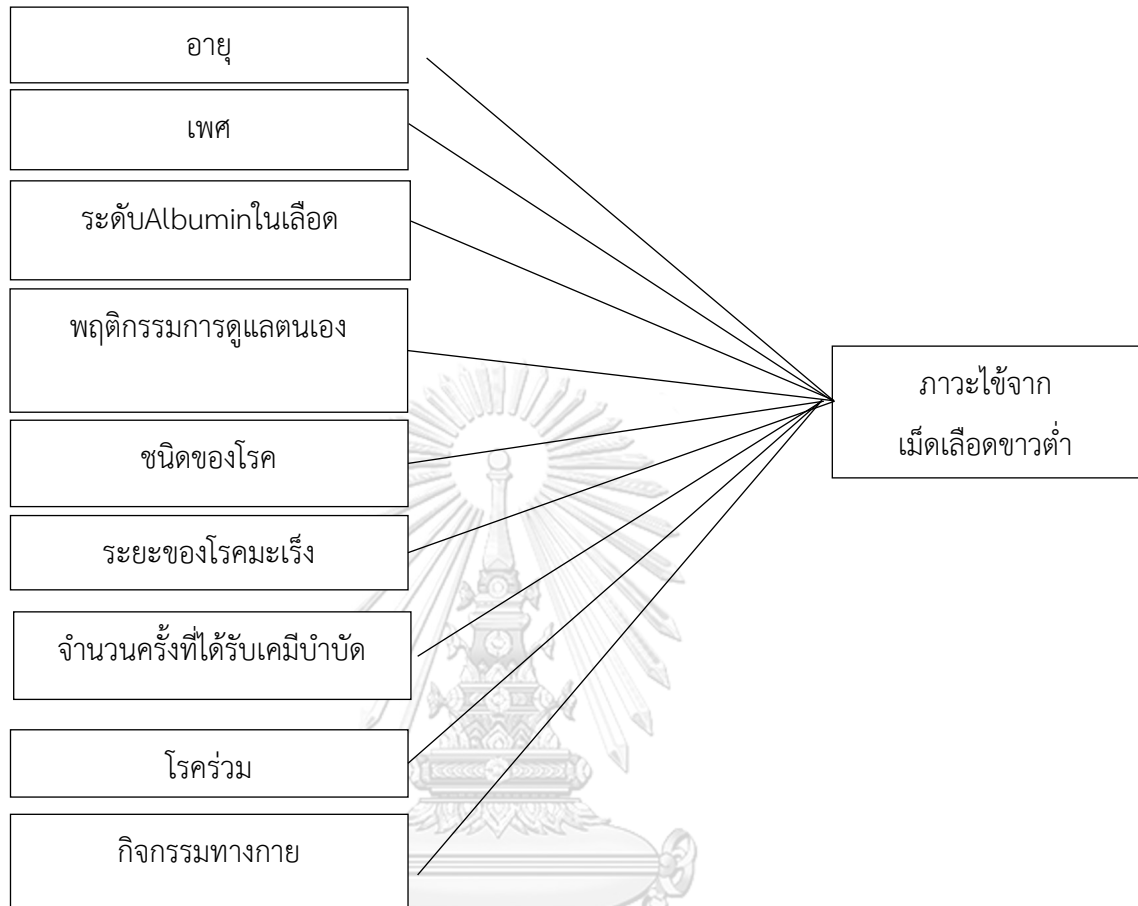 อายุ
เพศ
ระดับAlbuminในเลือด
พฤติกรรมการดูแลตนเอง
ชนิดของโรค
ระยะของโรคมะเร็ง
จำนวนครั้งที่ได้รับเคมีบำบัด
โรคร่วม
กิจกรรมทางกาย
ภาวะไข้จาก
เม็ดเลือดขาวต่ำ